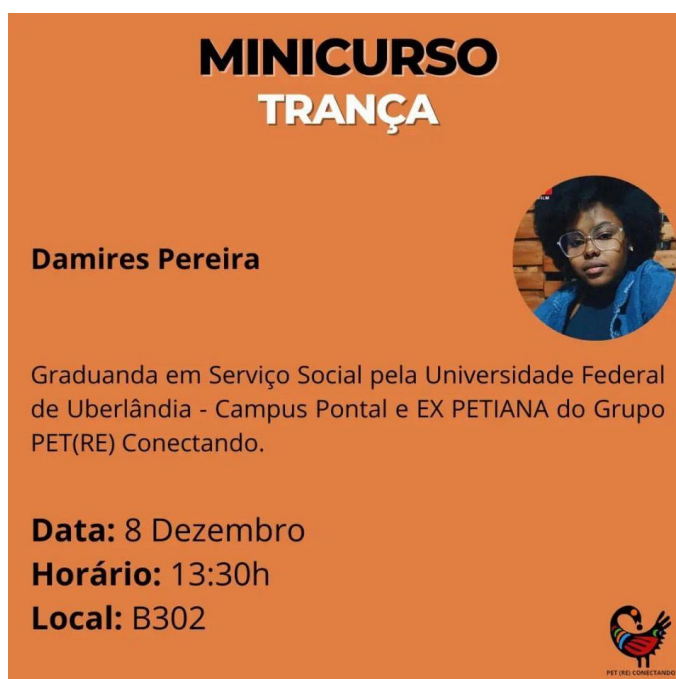 MINICURSO
TRANÇA
Damires Pereira
Graduanda em Serviço Social pela Universidade Federal
de Uberlândia - Campus Pontal e EX PETIANA do Grupo
PET(RE) Conectando.
Data: 8 Dezembro
Horário: 13:30h
Local: B302
PET (RE) CONECTANDO